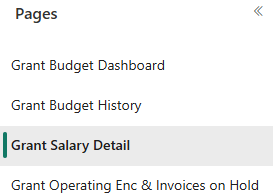 Pages
Grant Budget Dashboard
Grant Budget History
Grant Salary Detail
Grant Operating Enc & Invoices on Hold